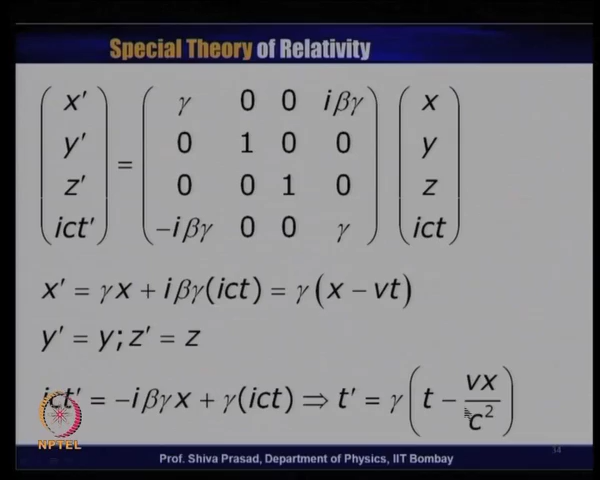 Special Theory of Relativity
x′ γ 0 0 iβγ x
y′ = 0 1 0 0 y
z′ 0 0 1 0 z
ict′ −iβγ 0 0 γ ict
x′ = γx + iβγ(ict) = γ(x − vt)
y′ = y; z′ = z
ict′ = −iβγx + γ(ict) ⇒ t′ = γ(t − vx/c²)
NPTEL
Prof. Shiva Prasad, Department of Physics, IIT Bombay
34